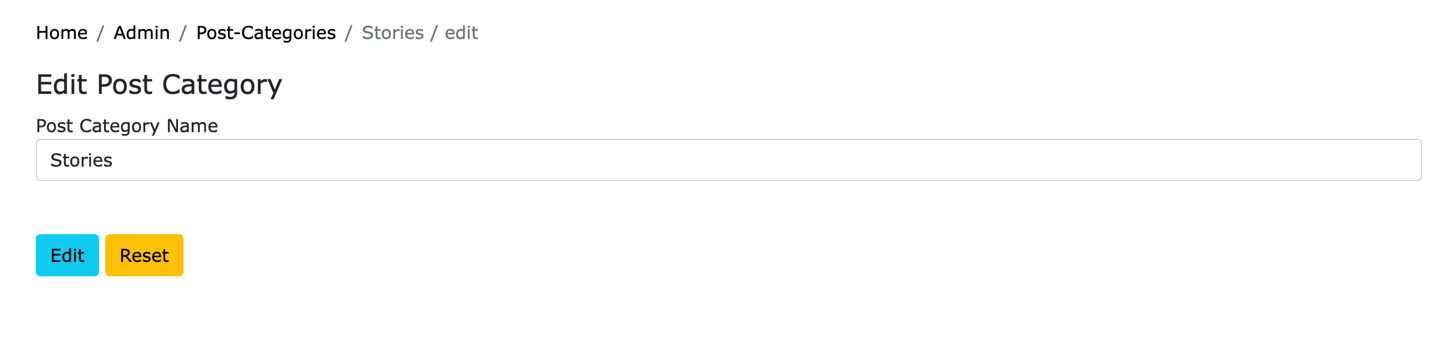 Home / Admin / Post-Categories / Stories / edit
Edit Post Category
Post Category Name
Stories
Edit Reset